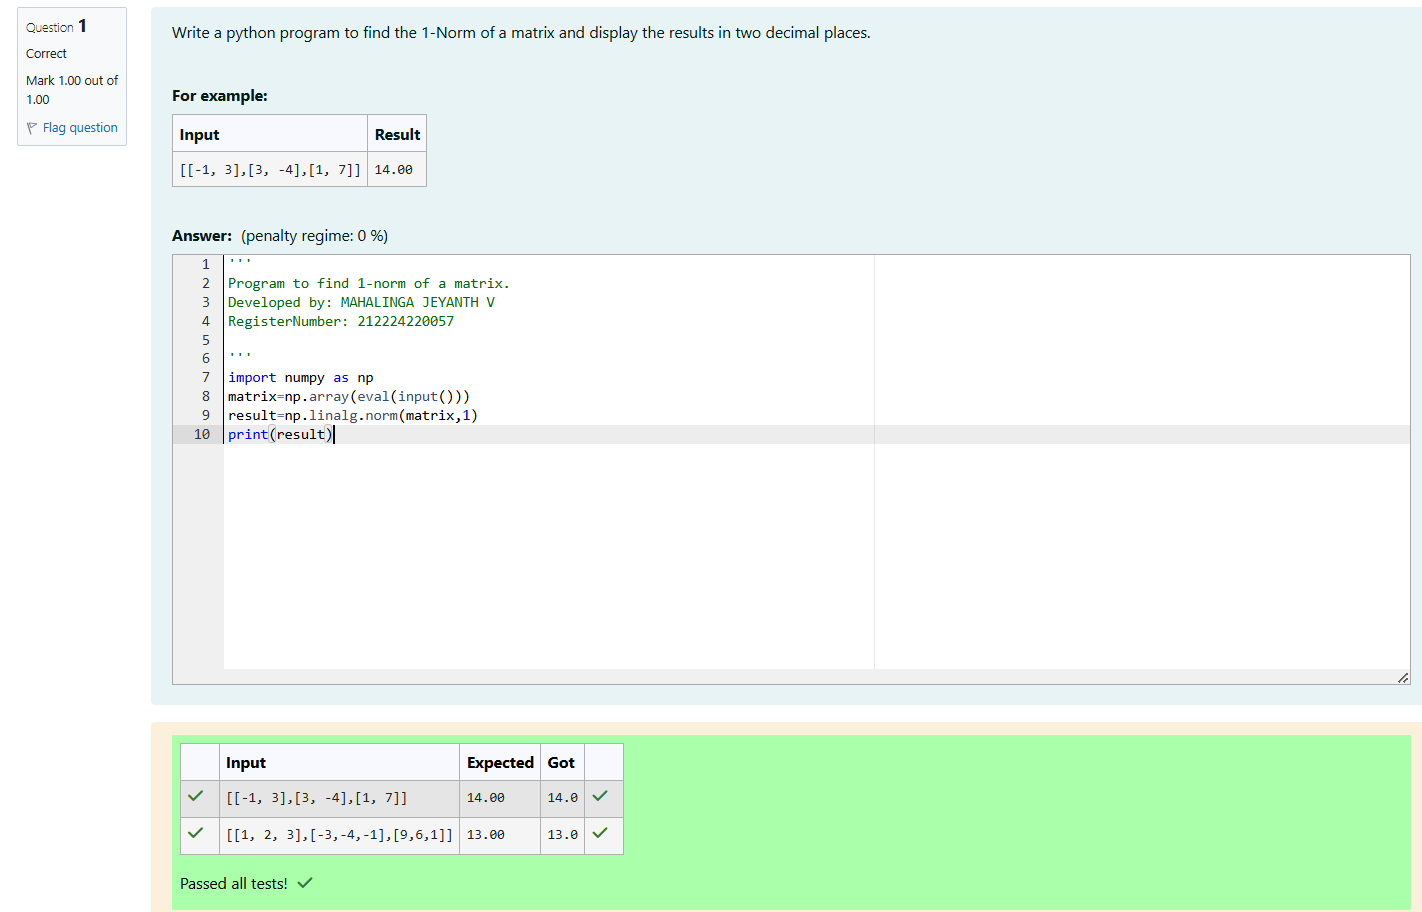 Question 1
Correct
Mark 1.00 out of
1.00
Flag question
Write a python program to find the 1-Norm of a matrix and display the results in two decimal places.
For example:
Input Result
[[-1, 3],[3, -4],[1, 7]] 14.00
Answer: (penalty regime: 0 %)
1 '''
2 Program to find 1-norm of a matrix.
3 Developed by: MAHALINGA JEYANTH V
4 RegisterNumber: 212224220057
5
6 '''
7 import numpy as np
8 matrix=np.array(eval(input()))
9 result=np.linalg.norm(matrix,1)
10 print(result)
Input Expected Got
[[-1, 3],[3, -4],[1, 7]] 14.00 14.0
[[1, 2, 3],[-3,-4,-1],[9,6,1]] 13.00 13.0
Passed all tests!